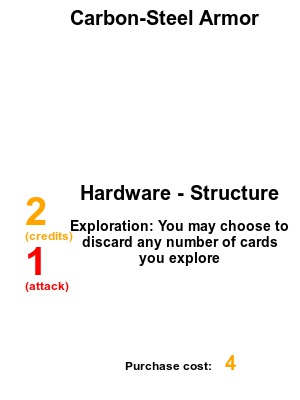 Carbon-Steel Armor
Hardware - Structure
2
(credits)
1
(attack)
Exploration: You may choose to
discard any number of cards
you explore
Purchase cost: 4